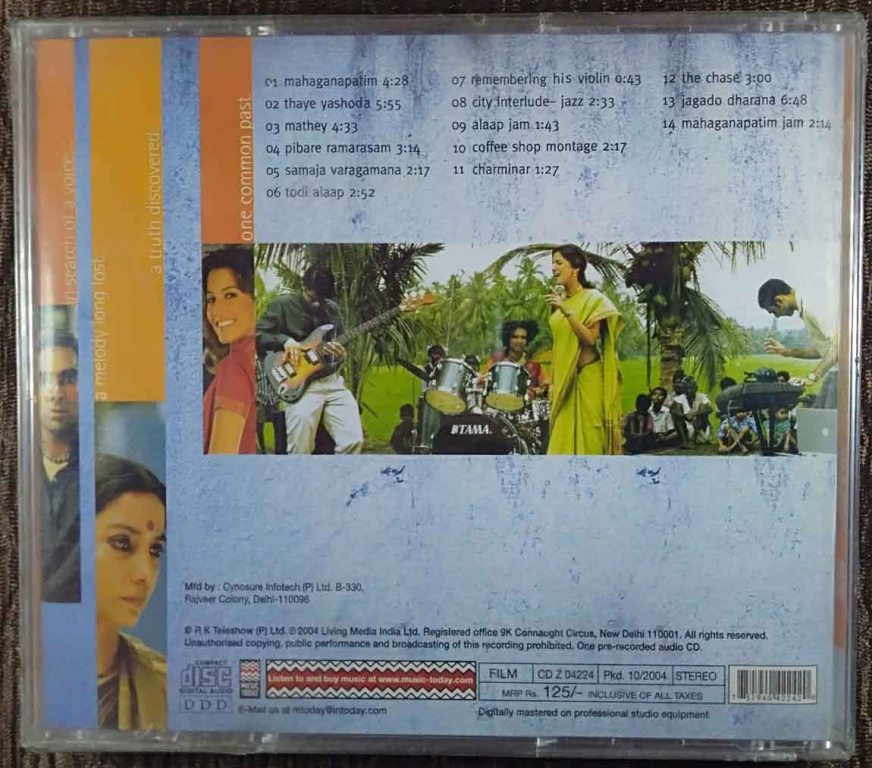 01 mahaganapatim 4:28
02 thaye yashoda 5:55
03 mathey 4:33
04 pibare ramarasam 3:14
05 samaja varagamana 2:17
06 todi alaap 2:52
07 remembering his violin 0:43
08 city interlude- jazz 2:33
09 alaap jam 1:43
10 coffee shop montage 2:17
11 charminar 1:27
12 the chase 3:00
13 jagado dharana 6:48
14 mahaganapatim jam 2:14
in search of a voice.
a melody long lost.
a truth discovered
one common past.
TAMA.
Mfd by : Cynosure Infotech (P) Ltd. B-330,
Rajveer Colony, Delhi-110096
© R K Teleshow (P) Ltd. ℗ 2004 Living Media India Ltd. Registered office 9K Connaught Circus, New Delhi 110001. All rights reserved.
Unauthorised copying, public performance and broadcasting of this recording prohibited. One pre-recorded audio CD.
COMPACT
disc
DIGITAL AUDIO
DDD
Listen to and buy music at www.music-today.com
E-Mail us at mtoday@intoday.com
FILM CD Z 04224 Pkd. 10/2004 STEREO
MRP Rs. 125/- INCLUSIVE OF ALL TAXES
Digitally mastered on professional studio equipment